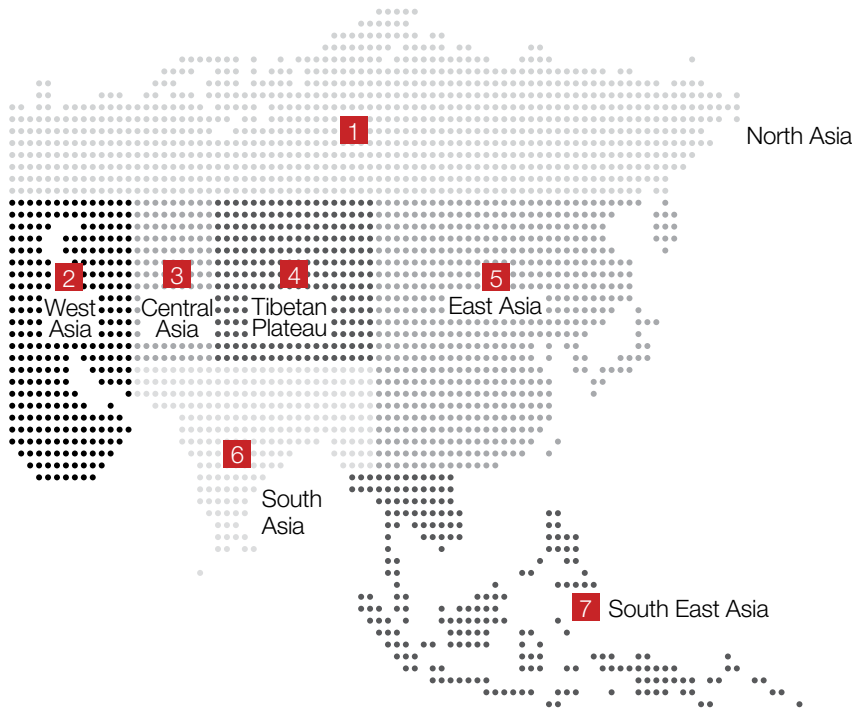 1
North Asia
2
West
Asia
3
Central
Asia
4
Tibetan
Plateau
5
East Asia
6
South
Asia
7
South East Asia